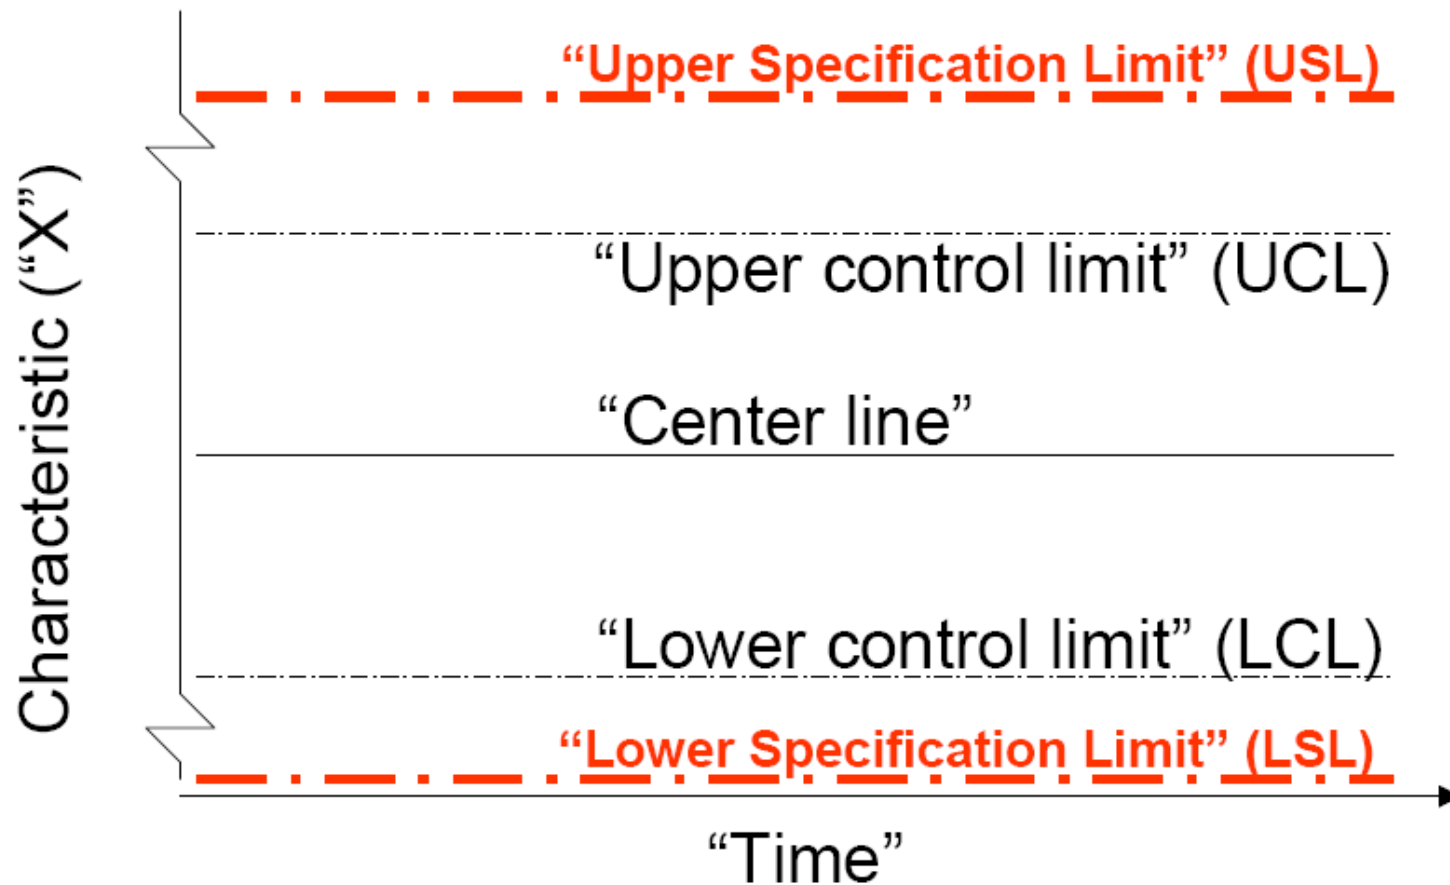 “Upper Specification Limit” (USL)
“Upper control limit” (UCL)
Characteristic (“X”)
“Center line”
“Lower control limit” (LCL)
“Lower Specification Limit” (LSL)
“Time”